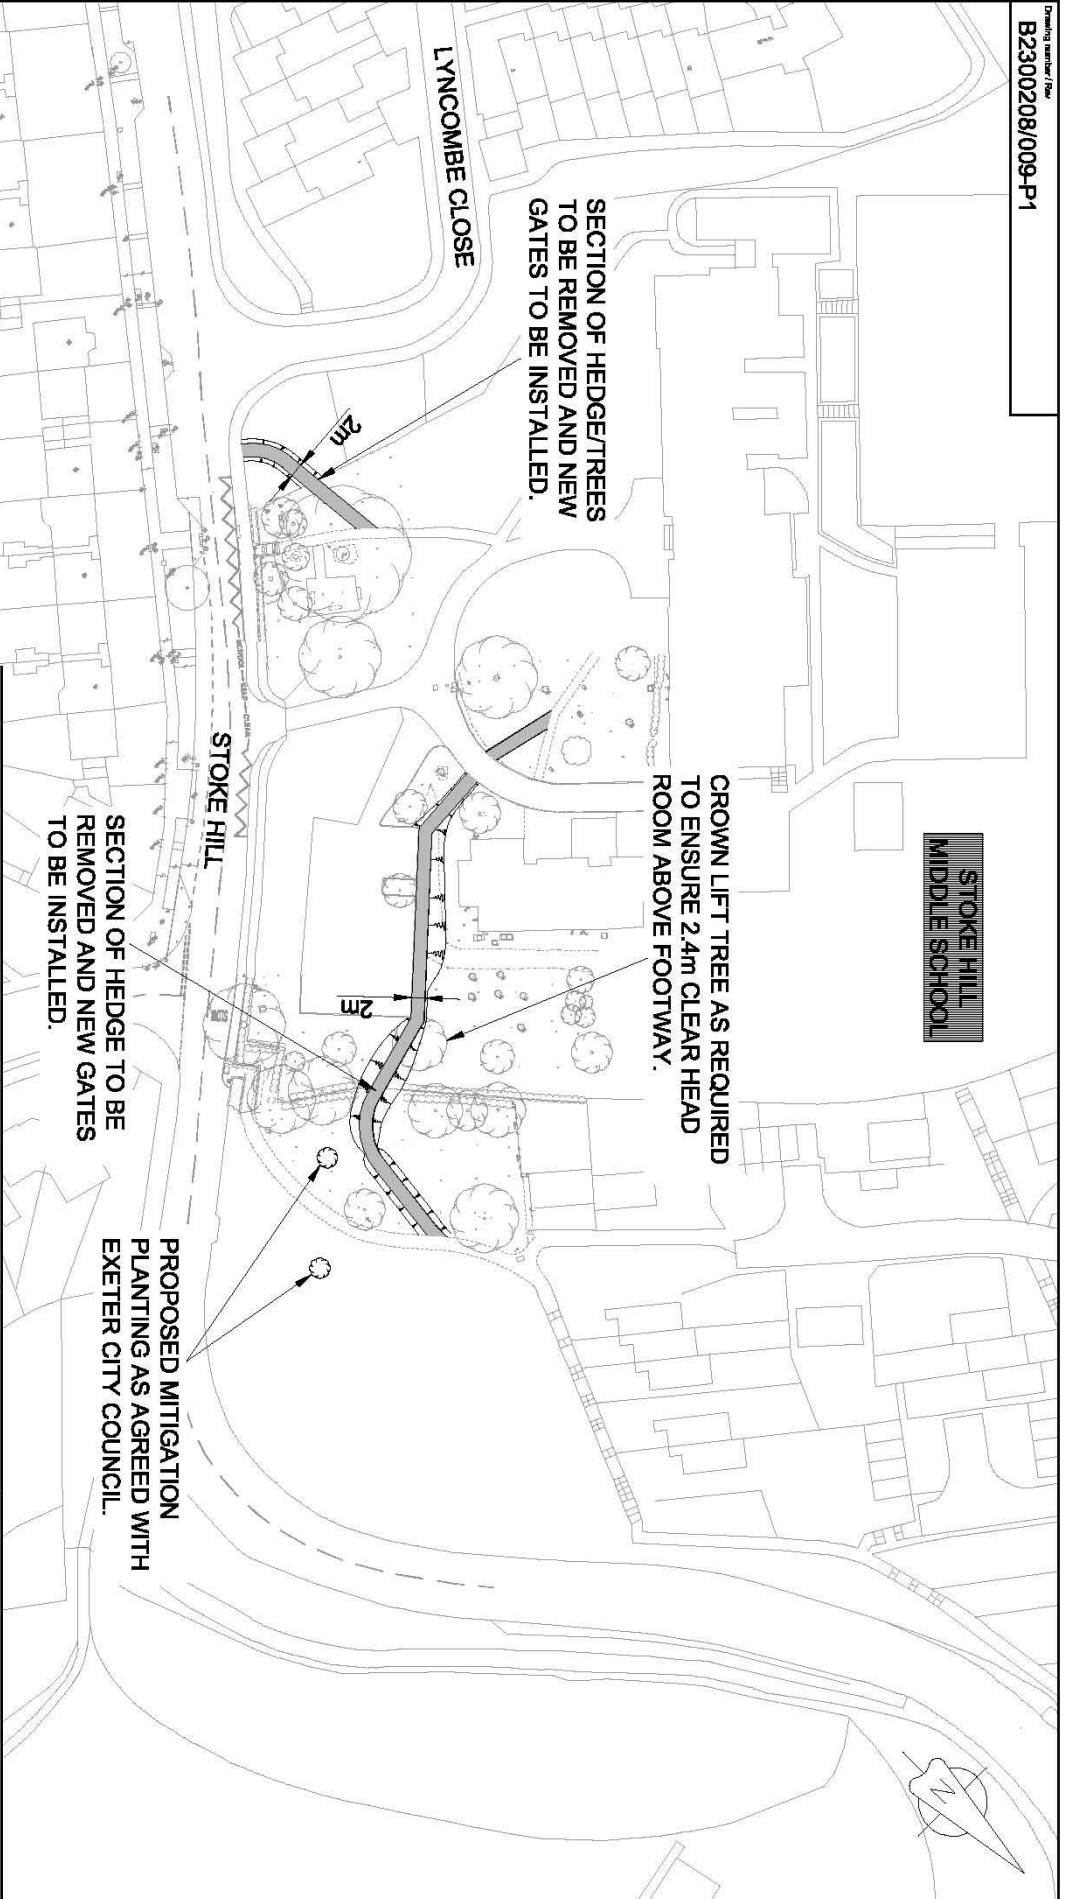 Drawing number / Rev
B2300208/009-P1
STOKE HILL
MIDDLE SCHOOL
LYNCOMBE CLOSE
SECTION OF HEDGE/TREES
TO BE REMOVED AND NEW
GATES TO BE INSTALLED.
2m
CROWN LIFT TREE AS REQUIRED
TO ENSURE 2.4m CLEAR HEAD
ROOM ABOVE FOOTWAY.
2m
SCHOOL KEEP CLEAR
STOKE HILL
SECTION OF HEDGE TO BE
REMOVED AND NEW GATES
TO BE INSTALLED.
PROPOSED MITIGATION
PLANTING AS AGREED WITH
EXETER CITY COUNCIL.
N